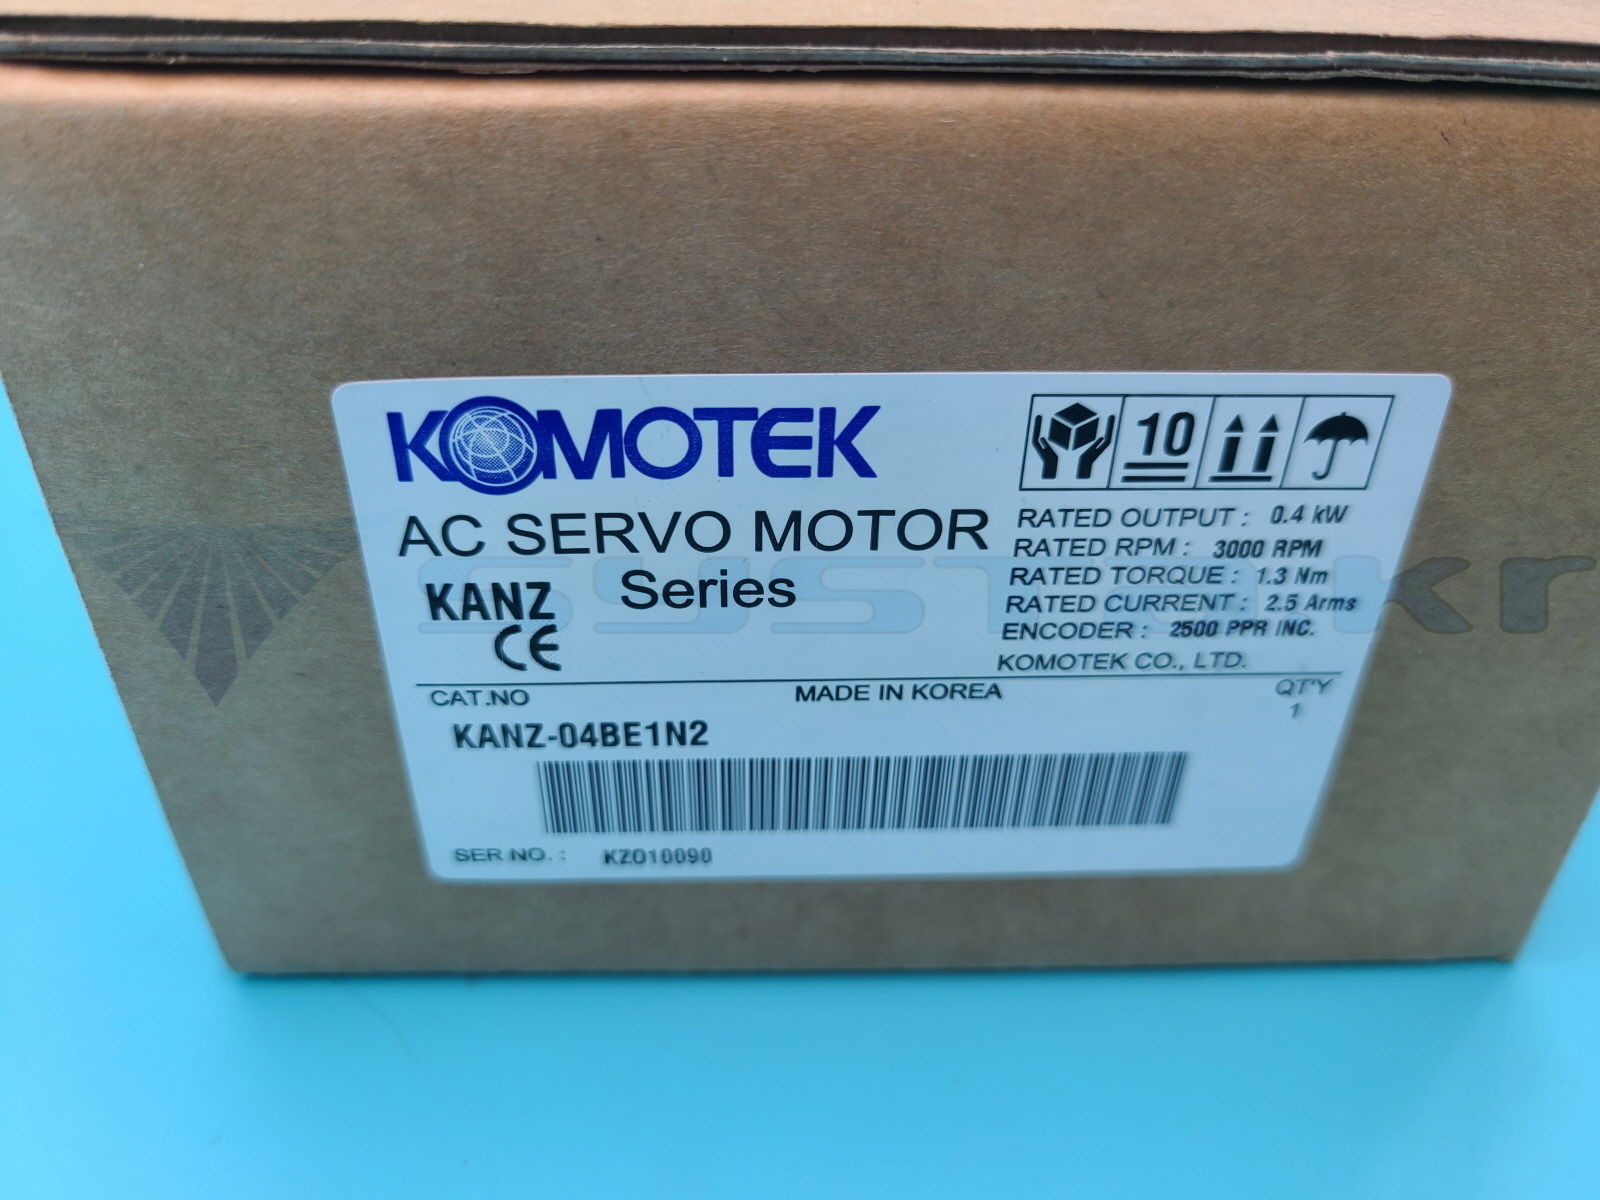 KOMOTEK
10
AC SERVO MOTOR
KANZ Series
CE
RATED OUTPUT : 0.4 kW
RATED RPM : 3000 RPM
RATED TORQUE : 1.3 Nm
RATED CURRENT : 2.5 Arms
ENCODER : 2500 PPR INC.
KOMOTEK CO., LTD.
CAT.NO MADE IN KOREA QT'Y
1
KANZ-04BE1N2
SER NO. : KZO10090